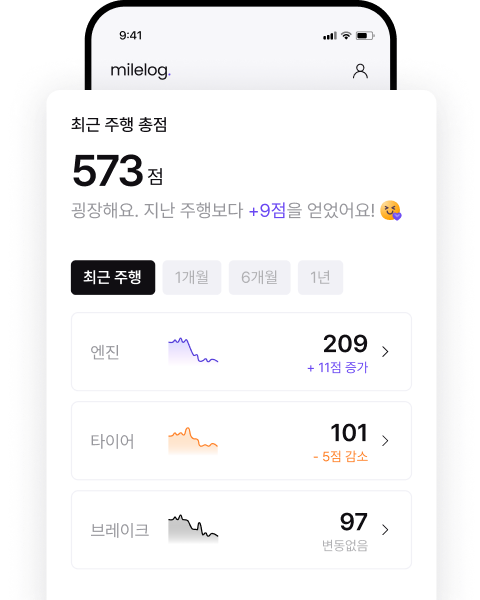 9:41
milelog.
최근 주행 총점
573 점
굉장해요. 지난 주행보다 +9점을 얻었어요!
최근 주행 1개월 6개월 1년
엔진
209
+ 11점 증가
타이어
101
- 5점 감소
브레이크
97
변동없음